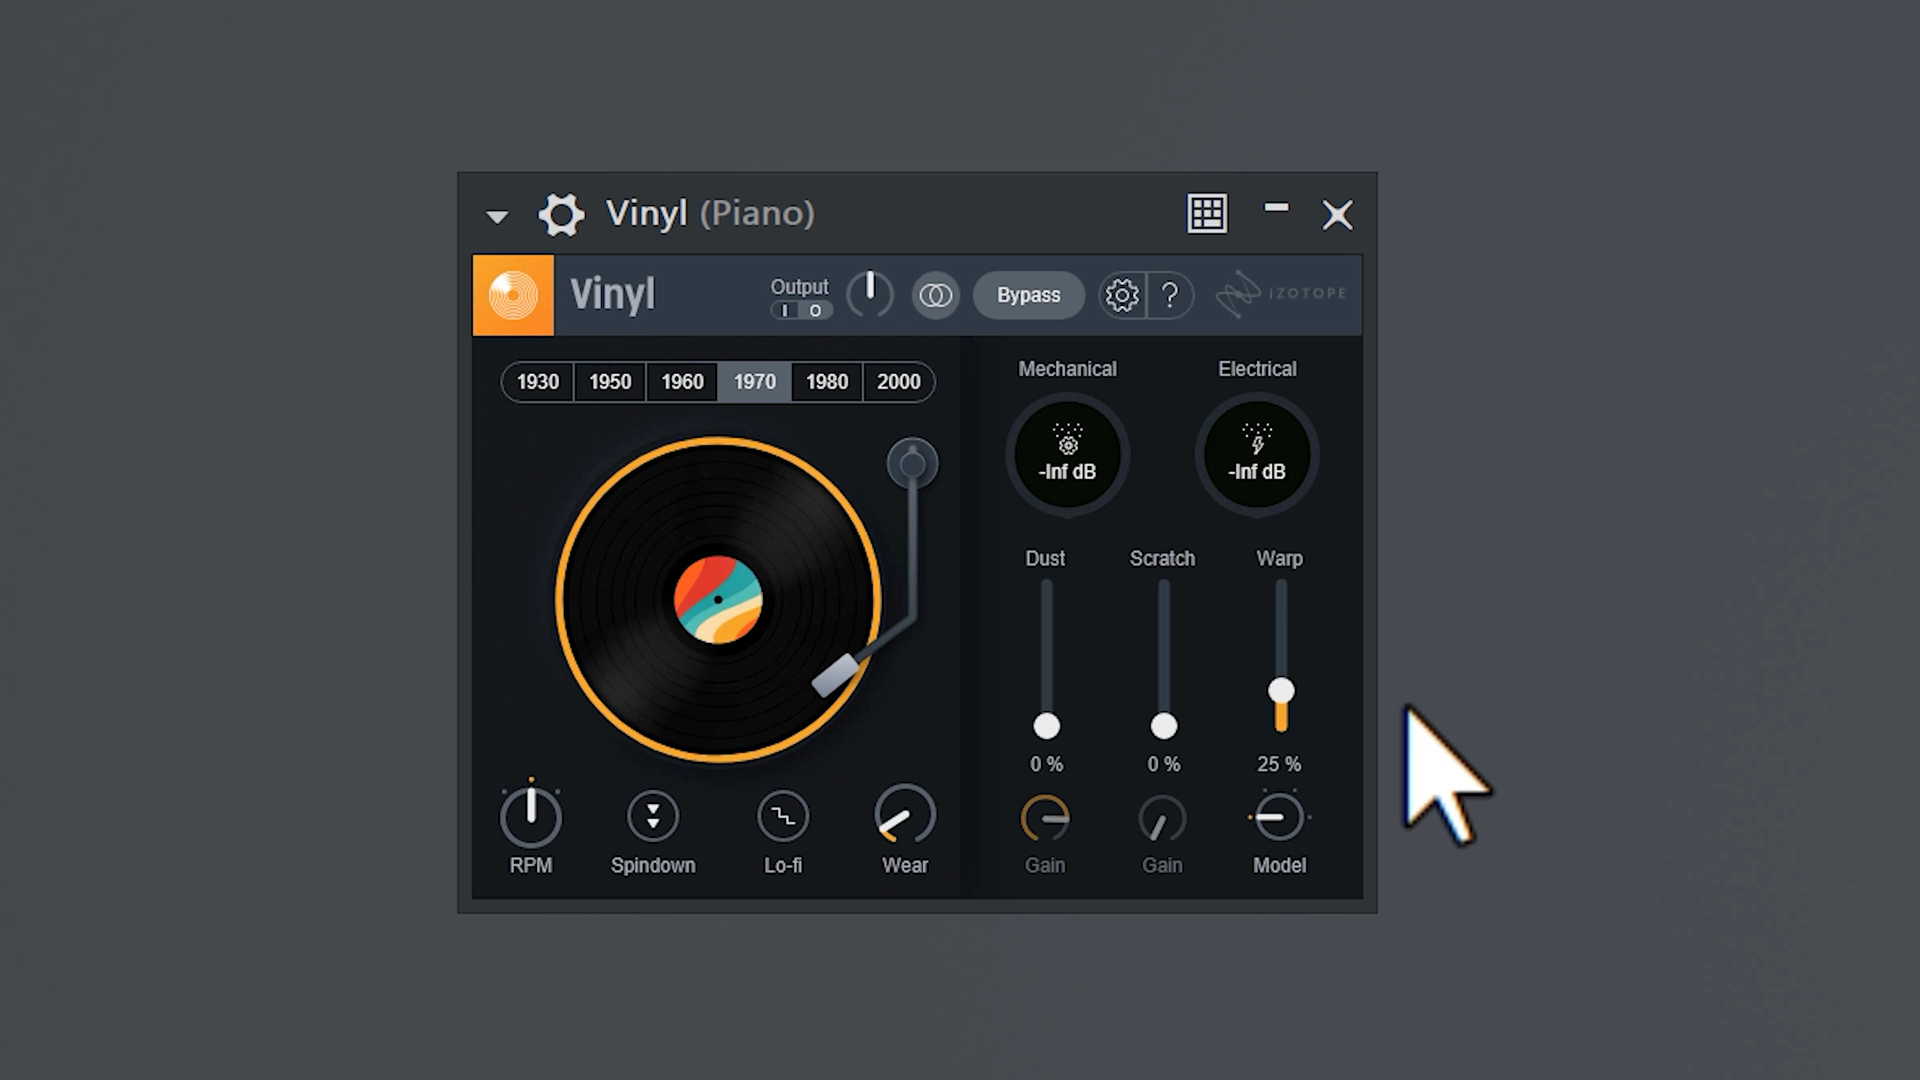 Vinyl (Piano)
Vinyl
Output
I O
Bypass
?
iZOTOPE
1930 1950 1960 1970 1980 2000
Mechanical Electrical
-Inf dB -Inf dB
Dust Scratch Warp
0 % 0 % 25 %
RPM Spindown Lo-fi Wear Gain Gain Model